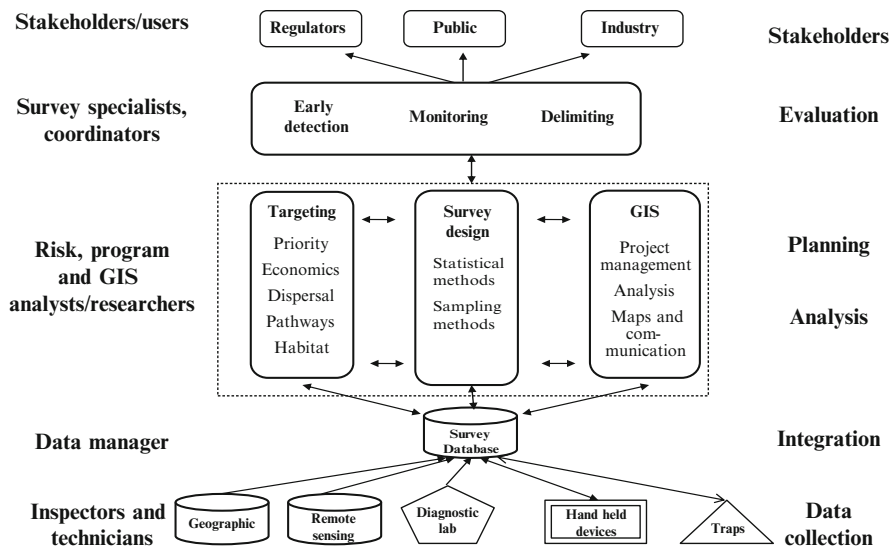 Stakeholders/users
Regulators
Public
Industry
Stakeholders
Survey specialists,
coordinators
Early
detection
Monitoring
Delimiting
Evaluation
Risk, program
and GIS
analysts/researchers
Targeting
Priority
Economics
Dispersal
Pathways
Habitat
Survey
design
Statistical
methods
Sampling
methods
GIS
Project
management
Analysis
Maps and
com-
munication
Planning
Analysis
Data manager
Survey
Database
Integration
Inspectors and
technicians
Geographic
Remote
sensing
Diagnostic
lab
Hand held
devices
Traps
Data
collection